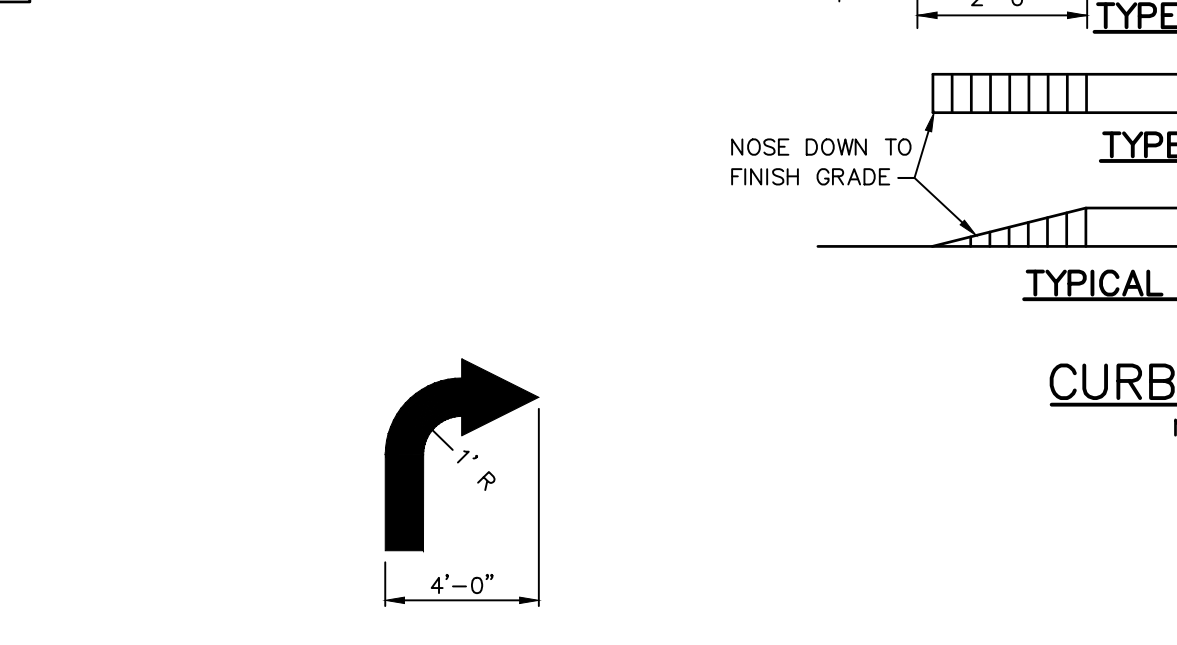 TYPE
NOSE DOWN TO
FINISH GRADE
TYPE
TYPICAL
CURB
1' R
4'-0"